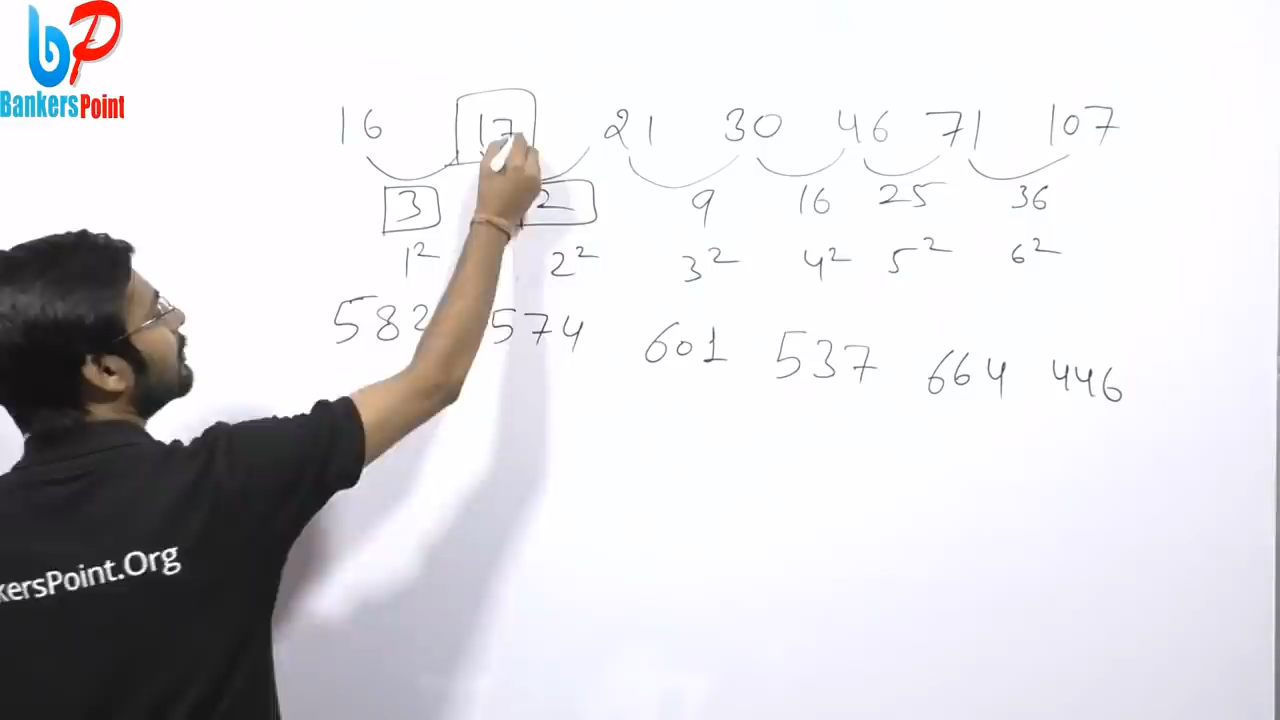 BankersPoint
16 17 21 30 46 71 107
3 2 9 16 25 36
1² 2² 3² 4² 5² 6²
582 574 601 537 664 446
kersPoint.Org